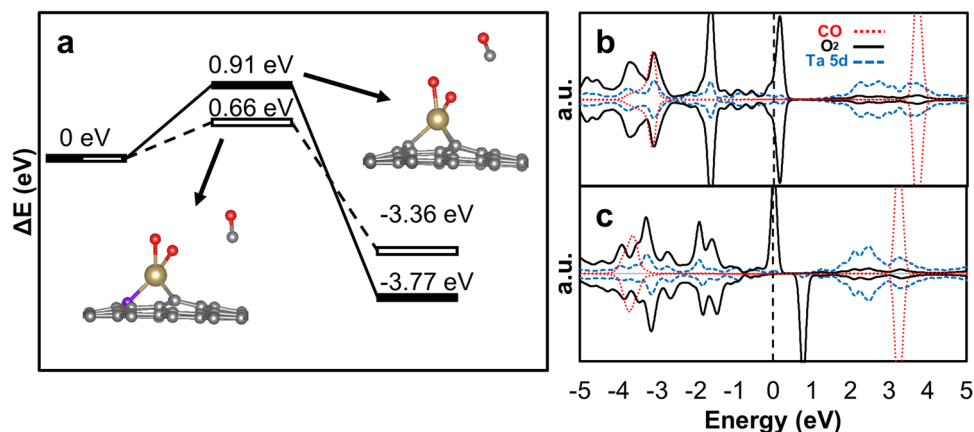 a
0.91 eV
0.66 eV
0 eV
-3.36 eV
-3.77 eV
ΔE (eV)
b
CO
O2
Ta 5d
a.u.
c
a.u.
-5 -4 -3 -2 -1 0 1 2 3 4 5
Energy (eV)